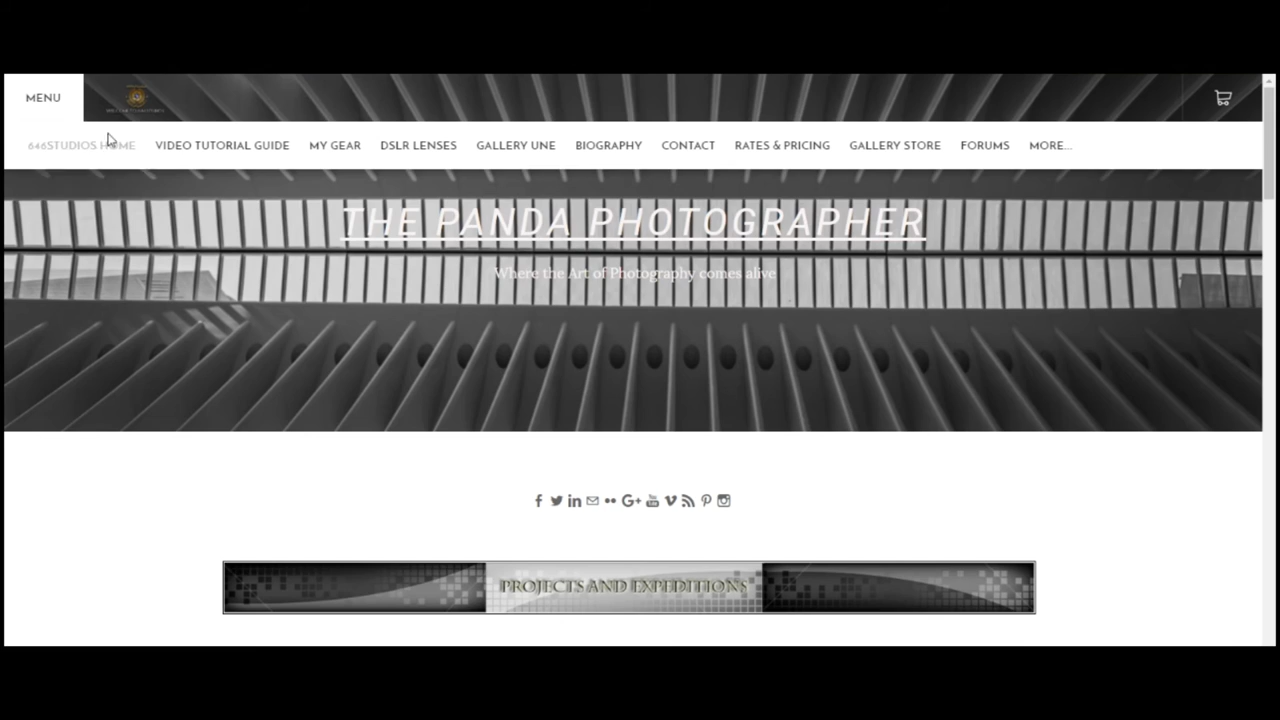 MENU
646STUDIOS HOME VIDEO TUTORIAL GUIDE MY GEAR DSLR LENSES GALLERY UNE BIOGRAPHY CONTACT RATES & PRICING GALLERY STORE FORUMS MORE...
THE PANDA PHOTOGRAPHER
Where the Art of Photography comes alive
PROJECTS AND EXPEDITIONS